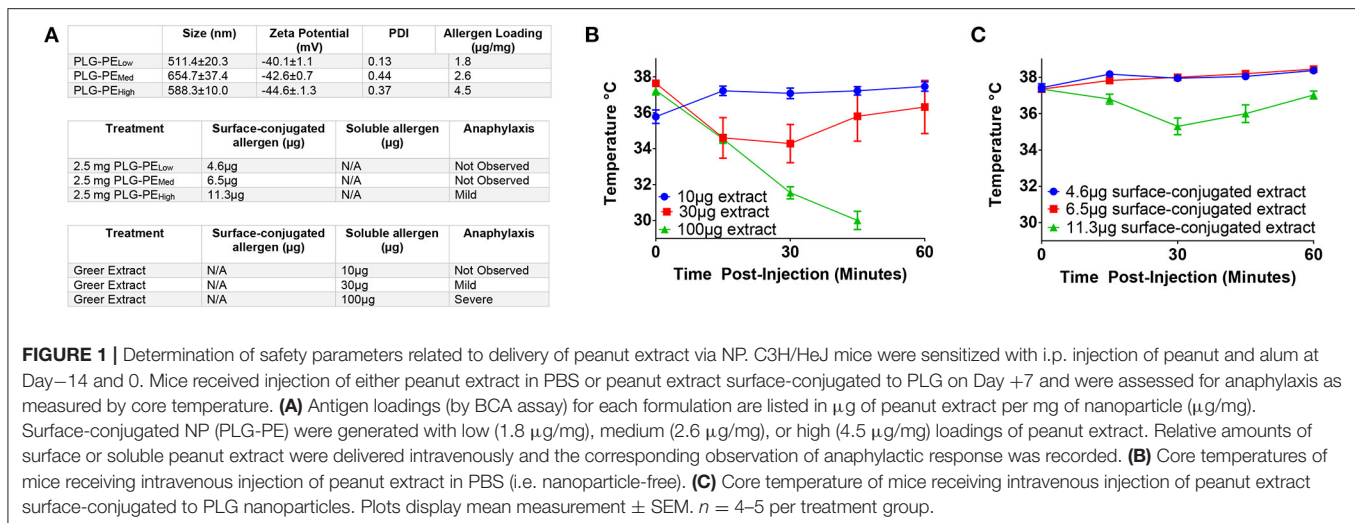 A
Size (nm) Zeta Potential (mV) PDI Allergen Loading (µg/mg)
PLG-PELow 511.4±20.3 -40.1±1.1 0.13 1.8
PLG-PEMed 654.7±37.4 -42.6±0.7 0.44 2.6
PLG-PEHigh 588.3±10.0 -44.6±.1.3 0.37 4.5
Treatment Surface-conjugated allergen (µg) Soluble allergen (µg) Anaphylaxis
2.5 mg PLG-PELow 4.6µg N/A Not Observed
2.5 mg PLG-PEMed 6.5µg N/A Not Observed
2.5 mg PLG-PEHigh 11.3µg N/A Mild
Treatment Surface-conjugated allergen (µg) Soluble allergen (µg) Anaphylaxis
Greer Extract N/A 10µg Not Observed
Greer Extract N/A 30µg Mild
Greer Extract N/A 100µg Severe
B
Temperature °C
38
36
34
32
30
10µg extract
30µg extract
100µg extract
0 30 60
Time Post-Injection (Minutes)
C
Temperature °C
38
36
34
32
30
4.6µg surface-conjugated extract
6.5µg surface-conjugated extract
11.3µg surface-conjugated extract
0 30 60
Time Post-Injection (Minutes)
FIGURE 1 | Determination of safety parameters related to delivery of peanut extract via NP. C3H/HeJ mice were sensitized with i.p. injection of peanut and alum at
Day−14 and 0. Mice received injection of either peanut extract in PBS or peanut extract surface-conjugated to PLG on Day +7 and were assessed for anaphylaxis as
measured by core temperature. (A) Antigen loadings (by BCA assay) for each formulation are listed in µg of peanut extract per mg of nanoparticle (µg/mg).
Surface-conjugated NP (PLG-PE) were generated with low (1.8 µg/mg), medium (2.6 µg/mg), or high (4.5 µg/mg) loadings of peanut extract. Relative amounts of
surface or soluble peanut extract were delivered intravenously and the corresponding observation of anaphylactic response was recorded. (B) Core temperatures of
mice receiving intravenous injection of peanut extract in PBS (i.e. nanoparticle-free). (C) Core temperature of mice receiving intravenous injection of peanut extract
surface-conjugated to PLG nanoparticles. Plots display mean measurement ± SEM. n = 4–5 per treatment group.